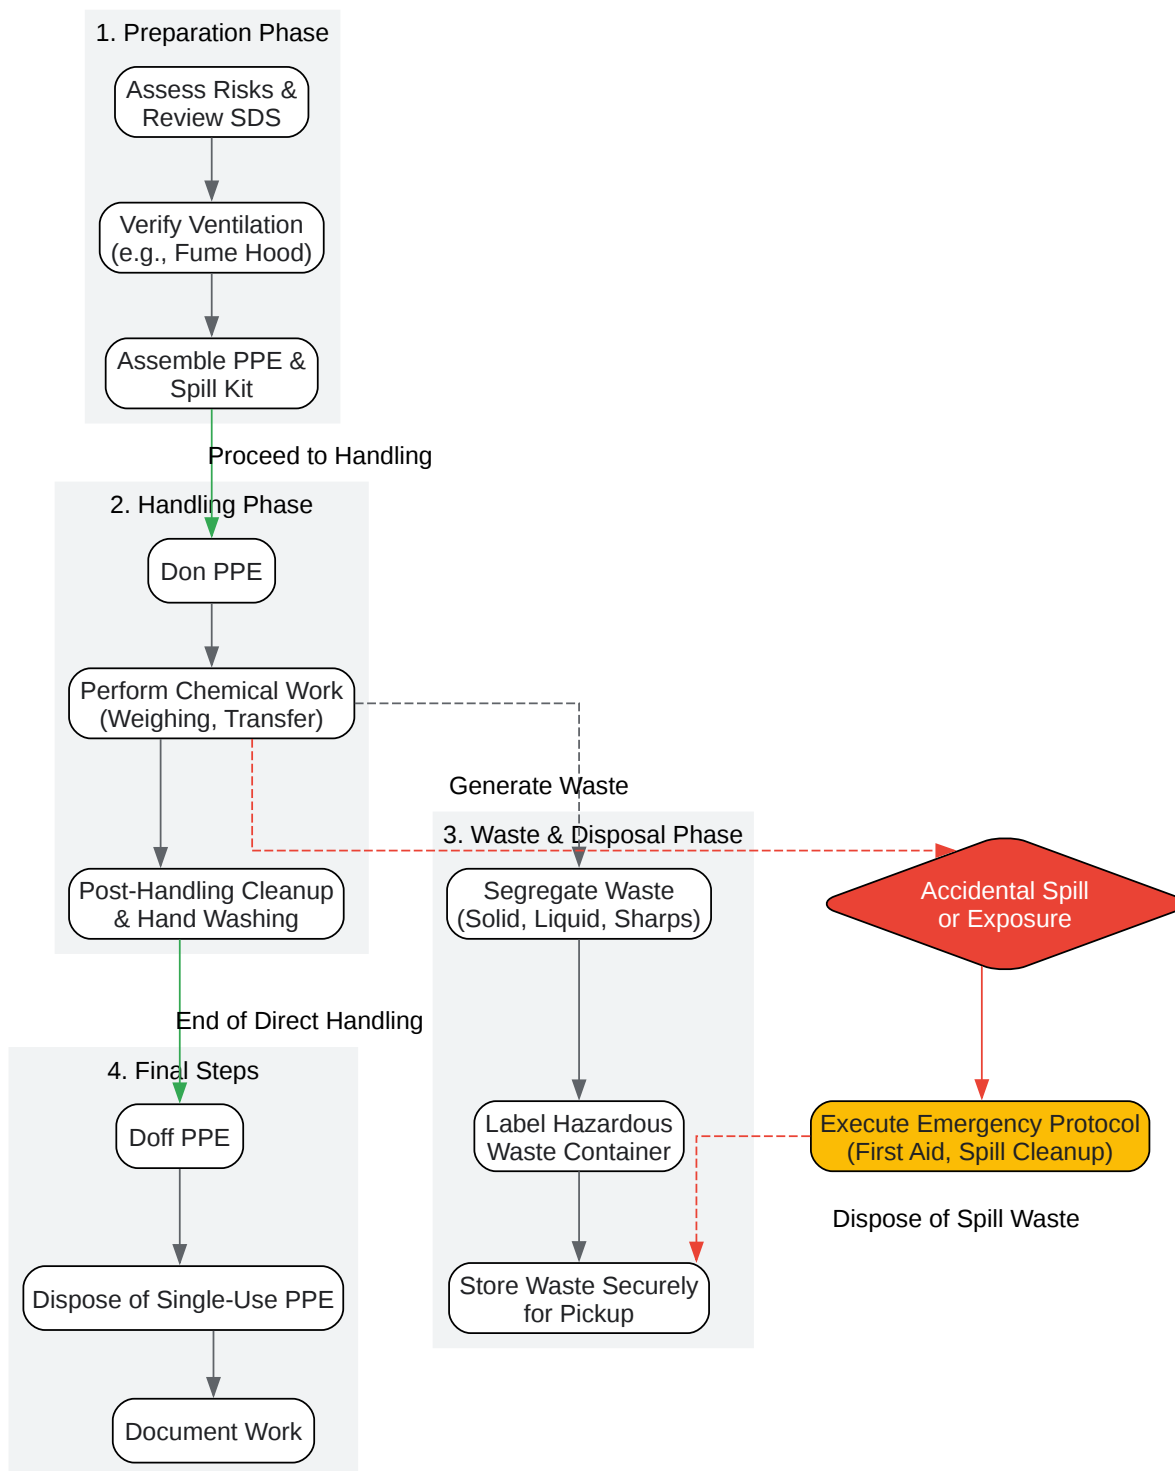 1. Preparation Phase
Assess Risks &
Review SDS
Verify Ventilation
(e.g., Fume Hood)
Assemble PPE &
Spill Kit
Proceed to Handling
2. Handling Phase
Don PPE
Perform Chemical Work
(Weighing, Transfer)
Post-Handling Cleanup
& Hand Washing
Generate Waste
3. Waste & Disposal Phase
Segregate Waste
(Solid, Liquid, Sharps)
Label Hazardous
Waste Container
Store Waste Securely
for Pickup
Accidental Spill
or Exposure
Execute Emergency Protocol
(First Aid, Spill Cleanup)
Dispose of Spill Waste
End of Direct Handling
4. Final Steps
Doff PPE
Dispose of Single-Use PPE
Document Work